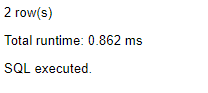 2 row(s)
Total runtime: 0.862 ms
SQL executed.